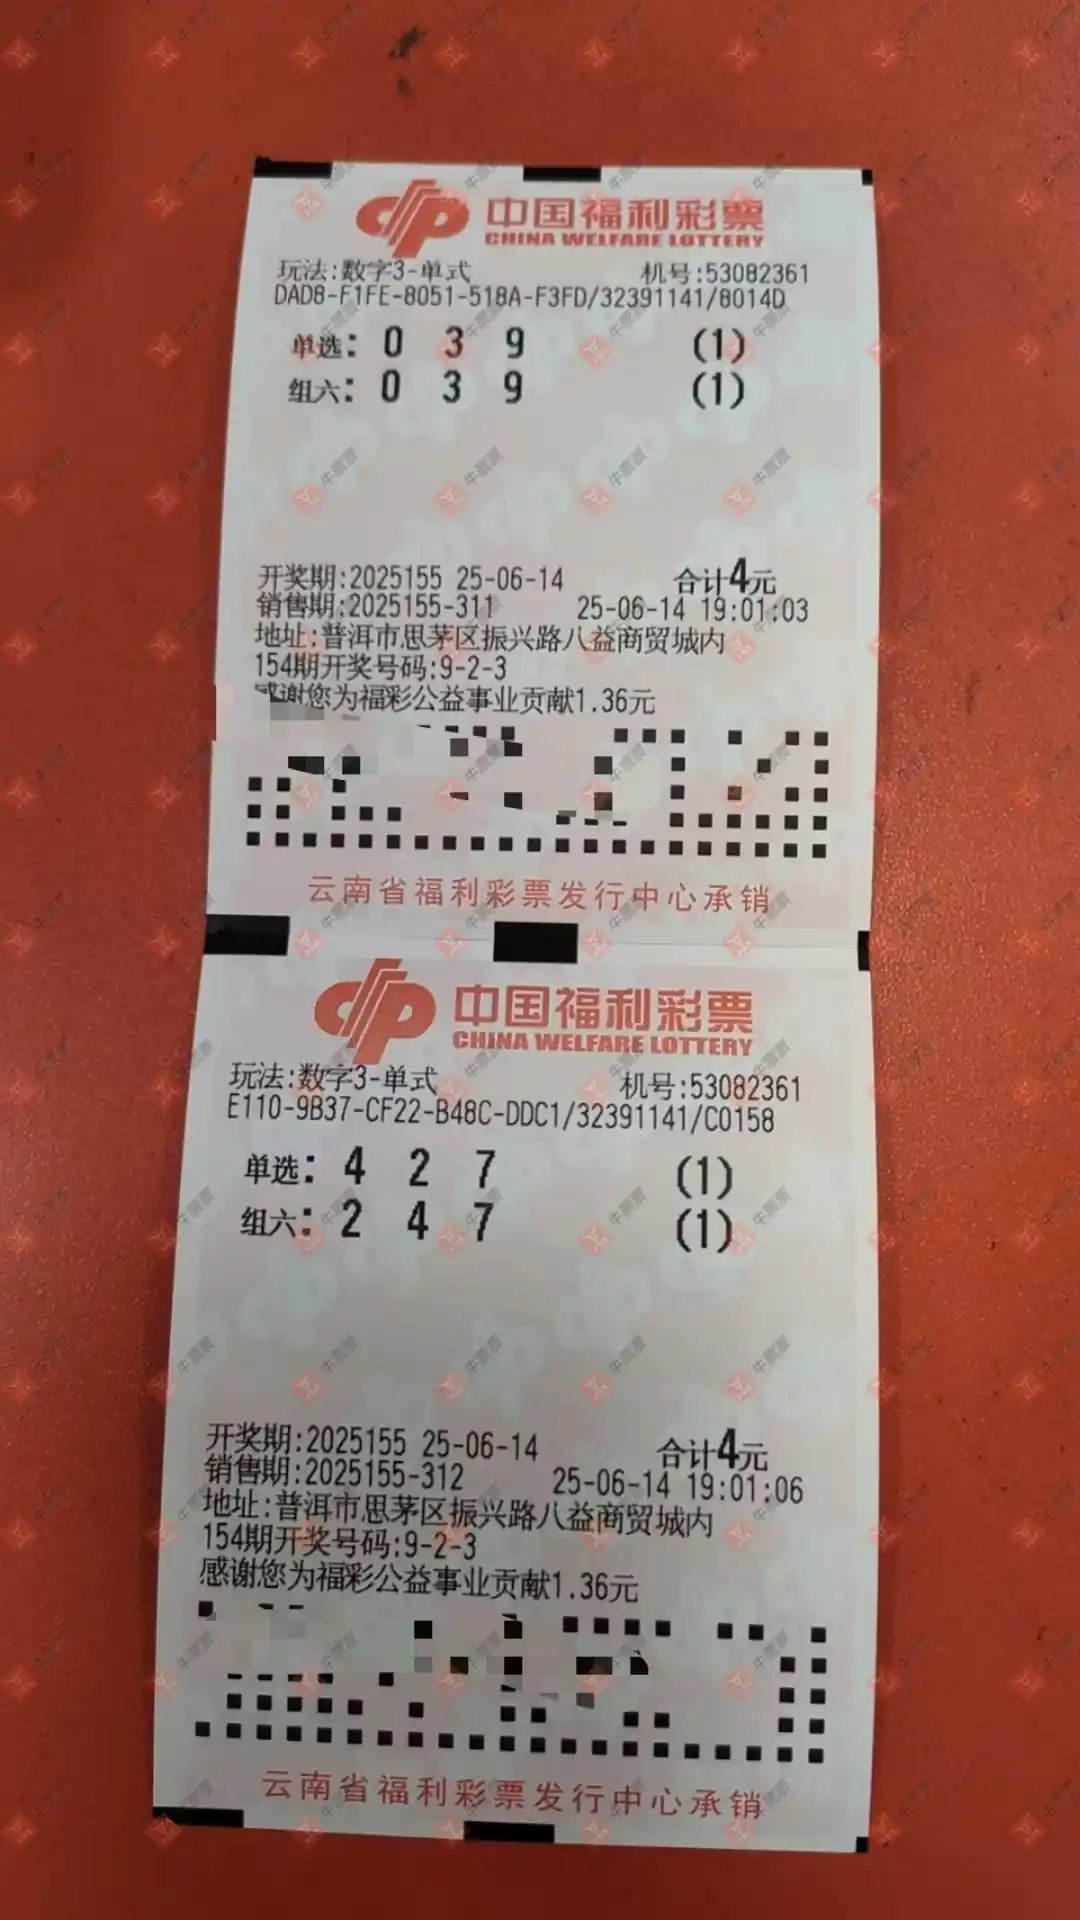 中国福利彩票
CHINA WELFARE LOTTERY
玩法:数字3-单式 机号:53082361
DAD8-F1FE-8051-518A-F3FD/32391141/8014D
单选: 0 3 9 (1)
组六: 0 3 9 (1)
开奖期:2025155 25-06-14 合计4元
销售期:2025155-311 25-06-14 19:01:03
地址:普洱市思茅区振兴路八益商贸城内
154期开奖号码:9-2-3
感谢您为福彩公益事业贡献1.36元
云南省福利彩票发行中心承销
中国福利彩票
CHINA WELFARE LOTTERY
玩法:数字3-单式 机号:53082361
E110-9B37-CF22-B48C-DDC1/32391141/C0158
单选: 4 2 7 (1)
组六: 2 4 7 (1)
开奖期:2025155 25-06-14 合计4元
销售期:2025155-312 25-06-14 19:01:06
地址:普洱市思茅区振兴路八益商贸城内
154期开奖号码:9-2-3
感谢您为福彩公益事业贡献1.36元
云南省福利彩票发行中心承销
牛票票